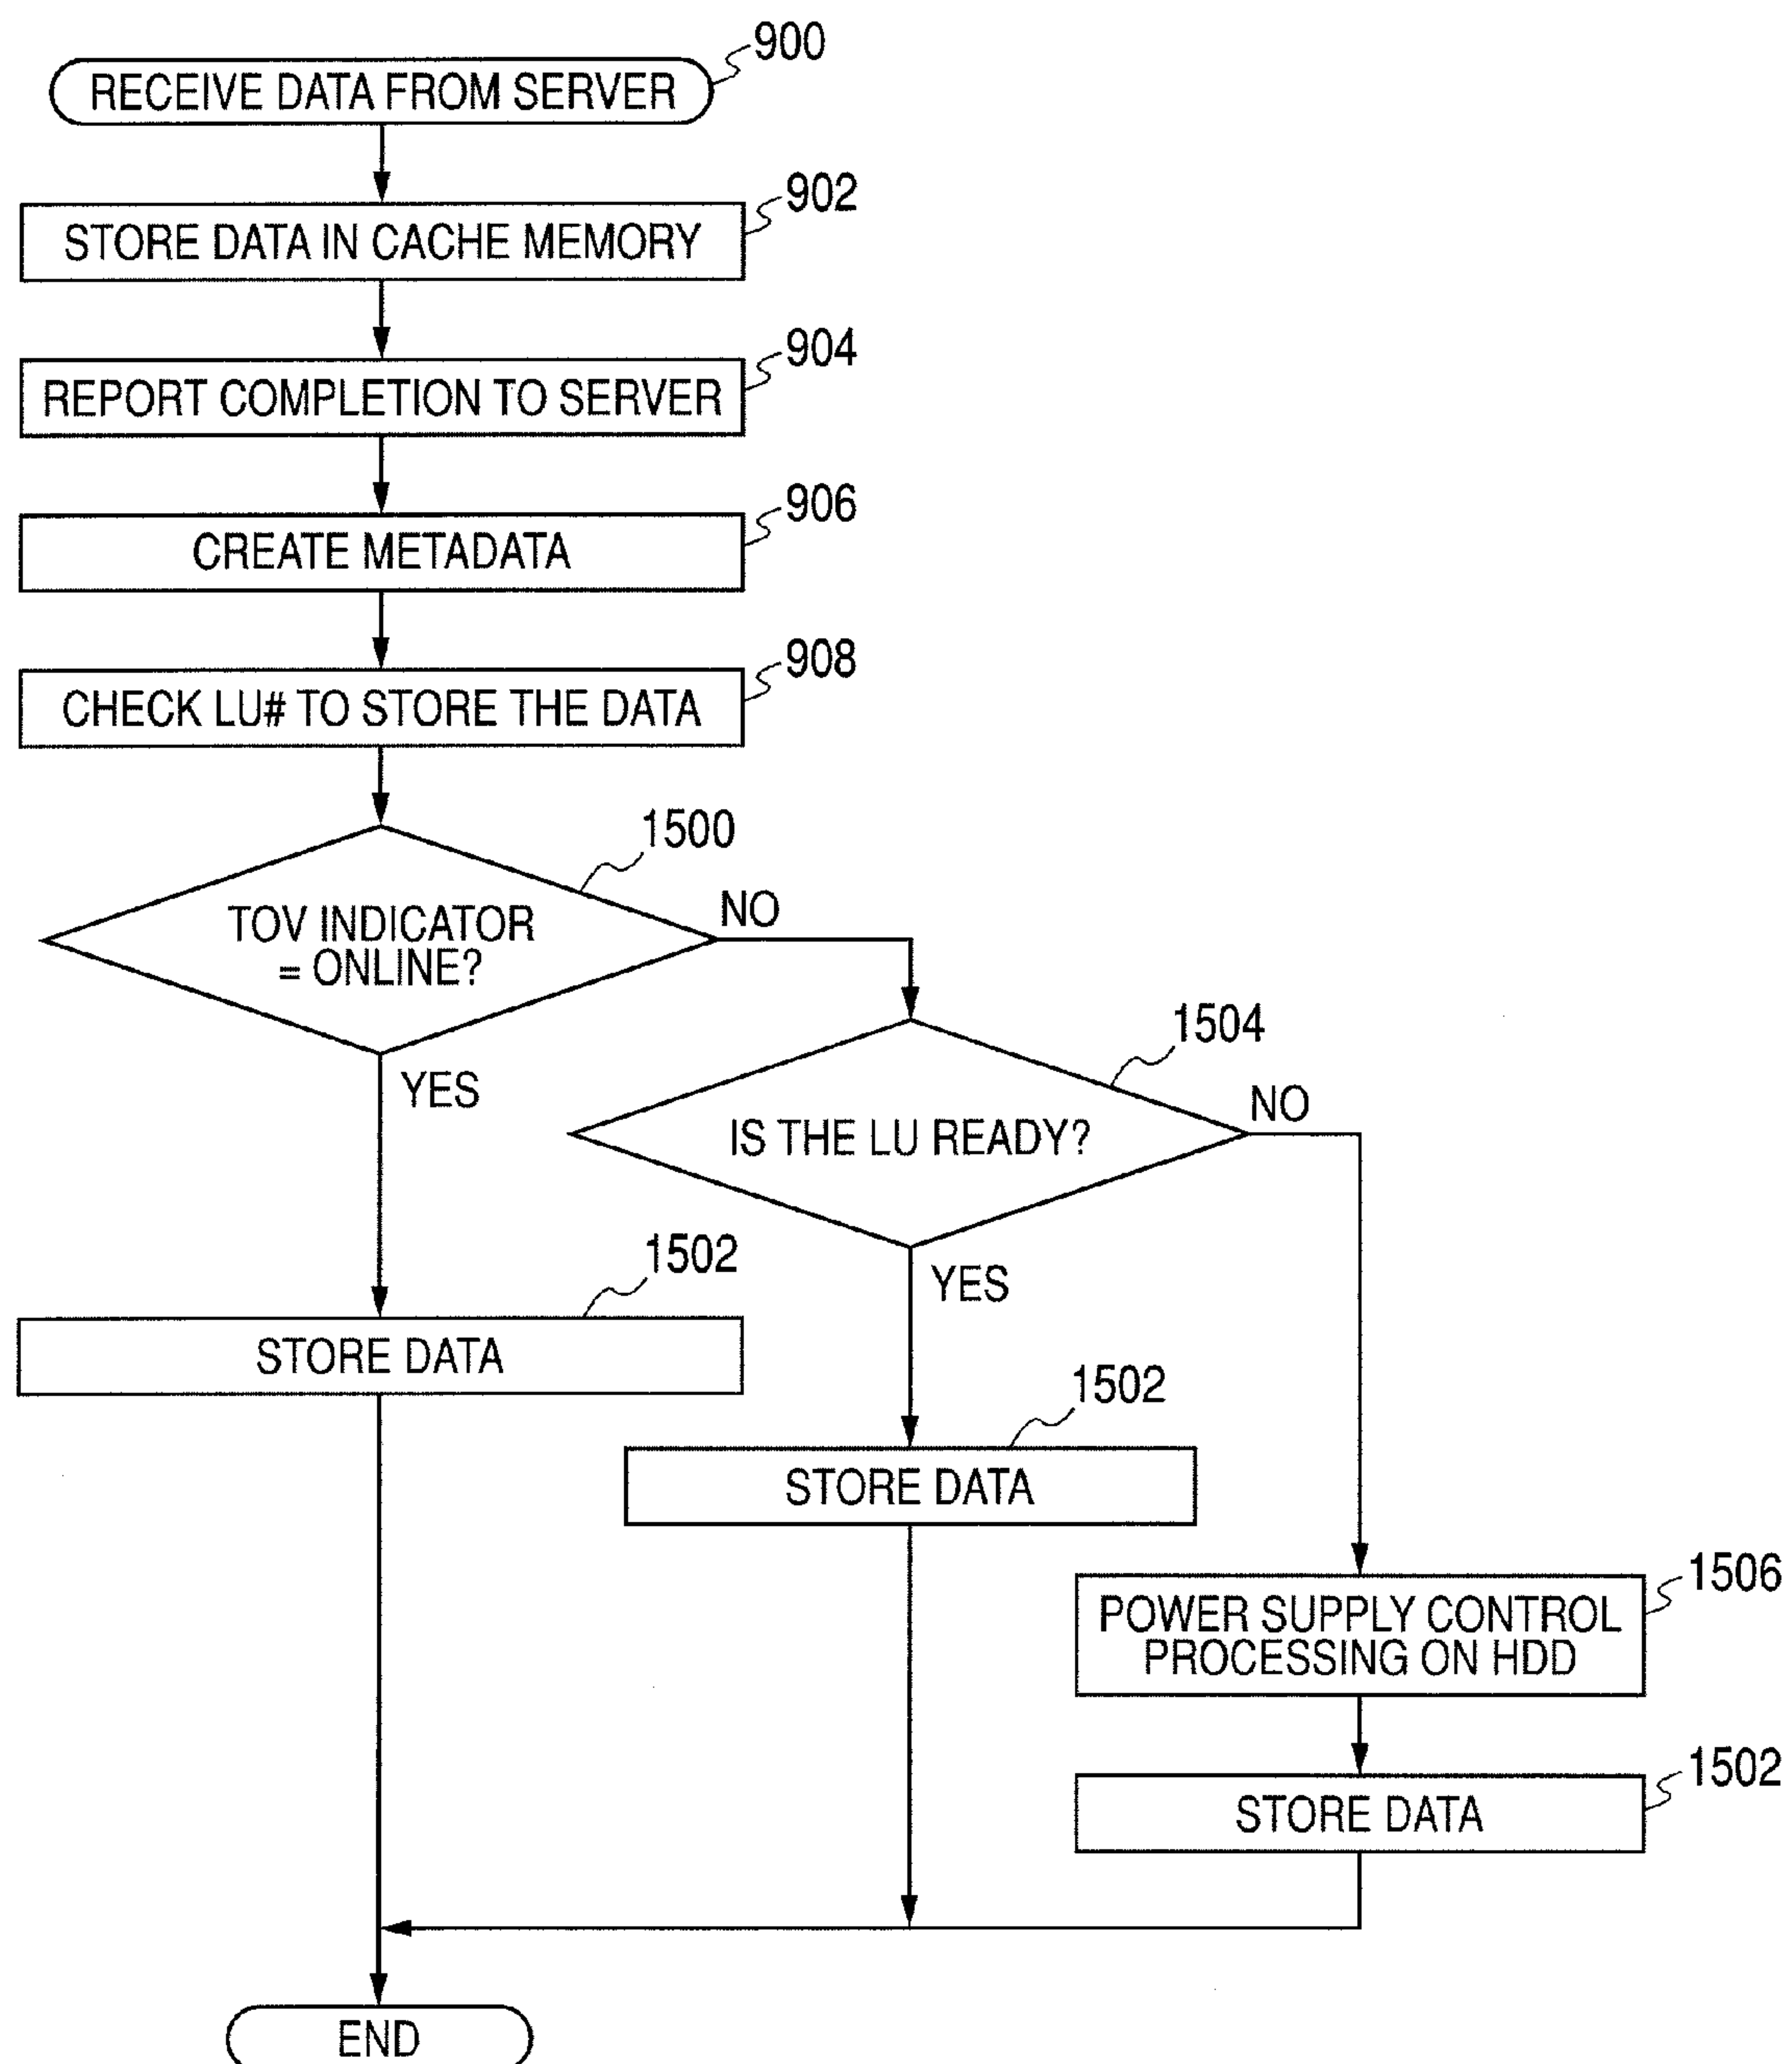 900
RECEIVE DATA FROM SERVER
902
STORE DATA IN CACHE MEMORY
904
REPORT COMPLETION TO SERVER
906
CREATE METADATA
908
CHECK LU# TO STORE THE DATA
1500
TOV INDICATOR
= ONLINE?
NO
YES
1504
IS THE LU READY?
NO
YES
1502
STORE DATA
1502
STORE DATA
1506
POWER SUPPLY CONTROL
PROCESSING ON HDD
1502
STORE DATA
END